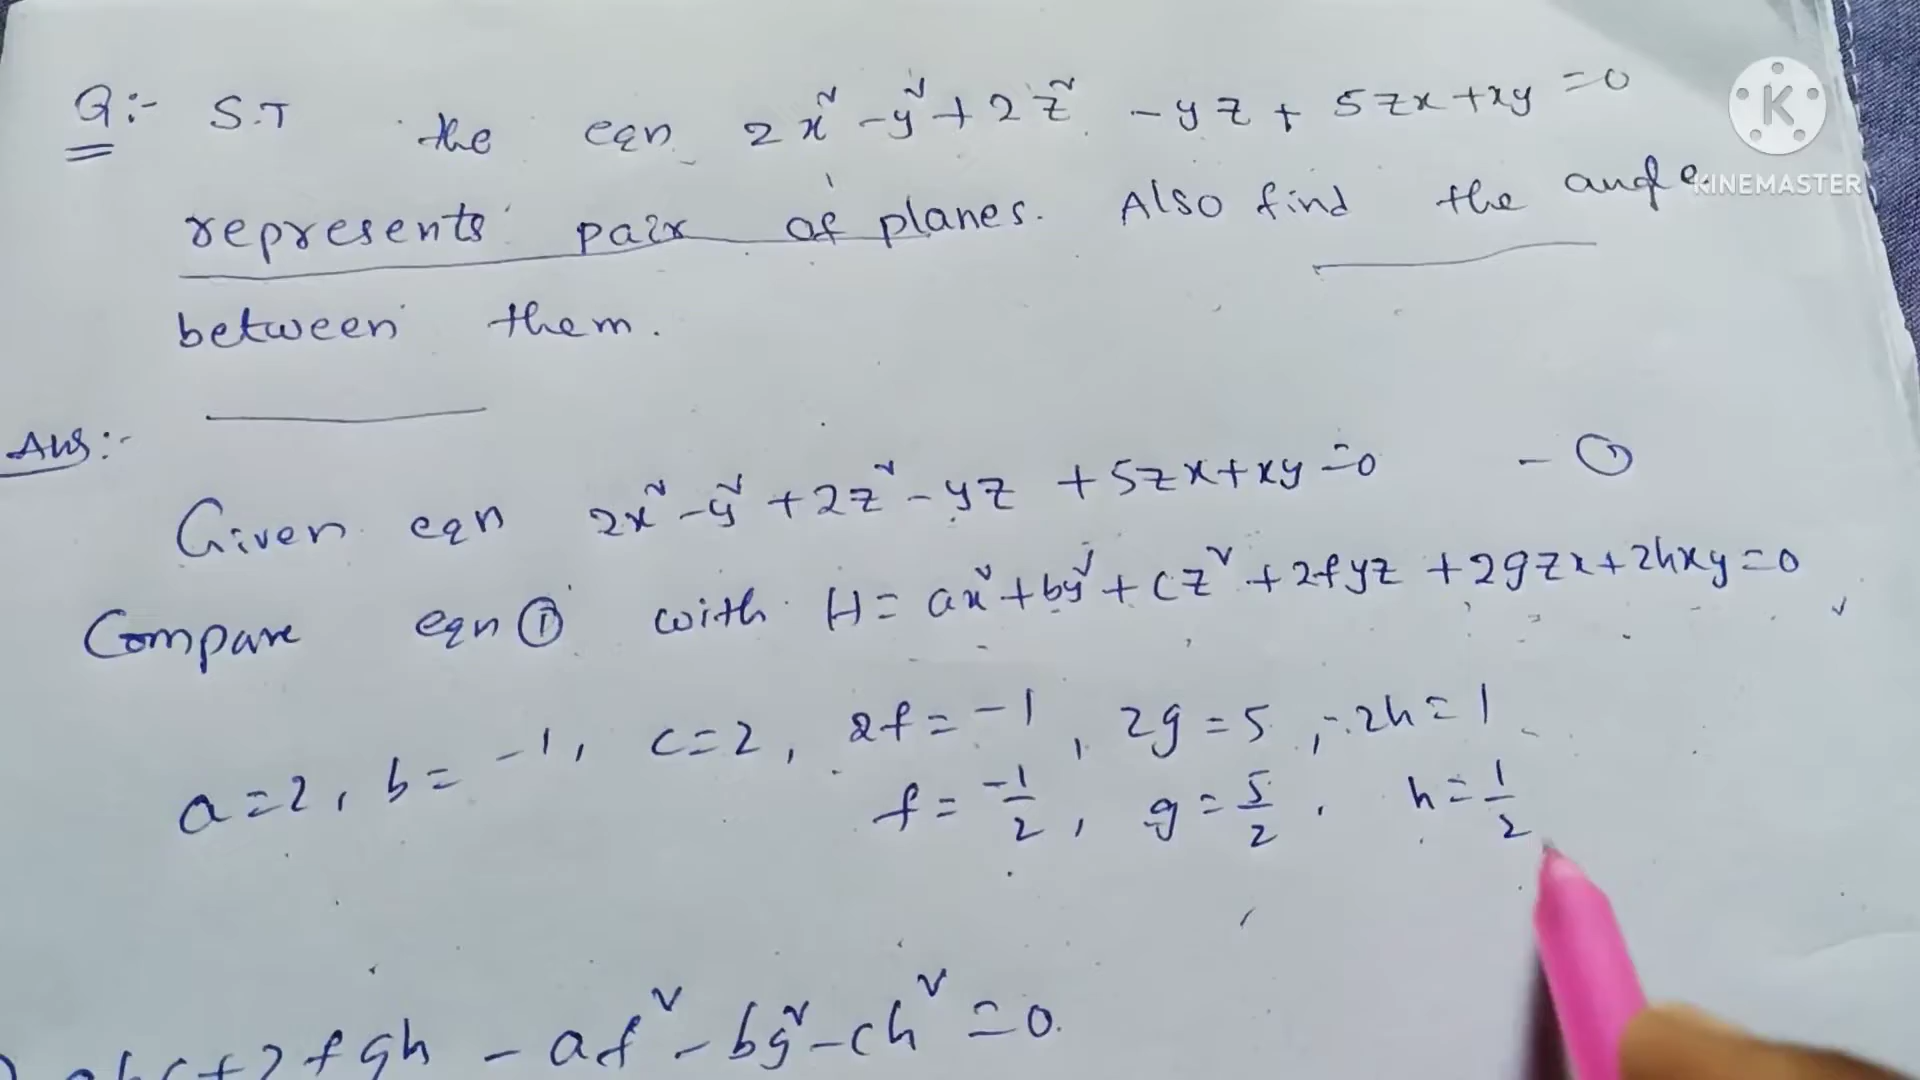 Q:- S.T the eqn 2x² - y² + 2z² - yz + 5zx + xy = 0
represents pair of planes. Also find the angle
between them.
Ans:-
Given eqn 2x² - y² + 2z² - yz + 5zx + xy = 0 - ①
Compare eqn ① with H = ax² + by² + cz² + 2fyz + 2gzx + 2hxy = 0
a = 2, b = -1, c = 2, 2f = -1, 2g = 5, 2h = 1
f = -1/2, g = 5/2, h = 1/2
abc + 2fgh - af² - bg² - ch² = 0.
K
KINEMASTER